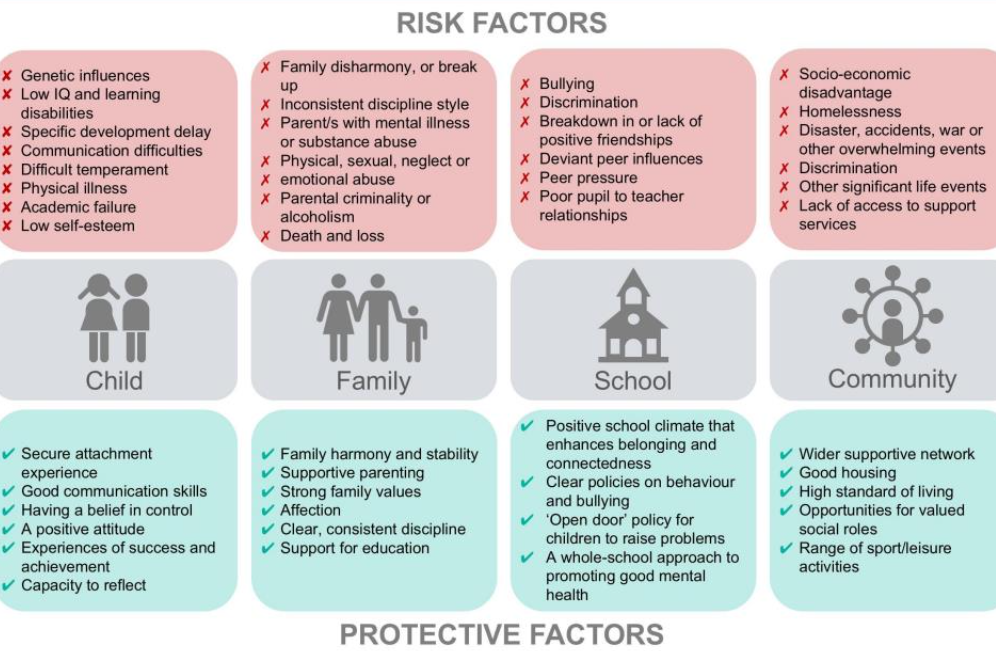 RISK FACTORS
✘ Genetic influences
✘ Low IQ and learning
disabilities
✘ Specific development delay
✘ Communication difficulties
✘ Difficult temperament
✘ Physical illness
✘ Academic failure
✘ Low self-esteem
✗ Family disharmony, or break
up
✗ Inconsistent discipline style
✗ Parent/s with mental illness
or substance abuse
✗ Physical, sexual, neglect or
✗ emotional abuse
✗ Parental criminality or
alcoholism
✗ Death and loss
✗ Bullying
✗ Discrimination
✗ Breakdown in or lack of
positive friendships
✗ Deviant peer influences
✗ Peer pressure
✗ Poor pupil to teacher
relationships
✗ Socio-economic
disadvantage
✗ Homelessness
✗ Disaster, accidents, war or
other overwhelming events
✗ Discrimination
✗ Other significant life events
✗ Lack of access to support
services
Child
Family
School
Community
✔ Secure attachment
experience
✔ Good communication skills
✔ Having a belief in control
✔ A positive attitude
✔ Experiences of success and
achievement
✔ Capacity to reflect
✔ Family harmony and stability
✔ Supportive parenting
✔ Strong family values
✔ Affection
✔ Clear, consistent discipline
✔ Support for education
✔ Positive school climate that
enhances belonging and
connectedness
✔ Clear policies on behaviour
and bullying
✔ ‘Open door’ policy for
children to raise problems
✔ A whole-school approach to
promoting good mental
health
✔ Wider supportive network
✔ Good housing
✔ High standard of living
✔ Opportunities for valued
social roles
✔ Range of sport/leisure
activities
PROTECTIVE FACTORS